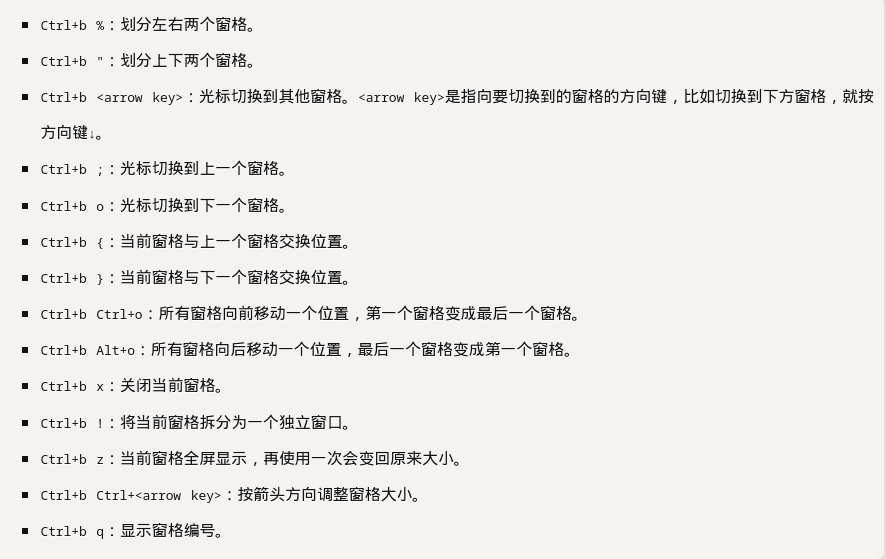 Ctrl+b %：划分左右两个窗格。
Ctrl+b "：划分上下两个窗格。
Ctrl+b <arrow key>：光标切换到其他窗格。<arrow key>是指向要切换到的窗格的方向键，比如切换到下方窗格，就按
方向键↓。
Ctrl+b ;：光标切换到上一个窗格。
Ctrl+b o：光标切换到下一个窗格。
Ctrl+b {：当前窗格与上一个窗格交换位置。
Ctrl+b }：当前窗格与下一个窗格交换位置。
Ctrl+b Ctrl+o：所有窗格向前移动一个位置，第一个窗格变成最后一个窗格。
Ctrl+b Alt+o：所有窗格向后移动一个位置，最后一个窗格变成第一个窗格。
Ctrl+b x：关闭当前窗格。
Ctrl+b !：将当前窗格拆分为一个独立窗口。
Ctrl+b z：当前窗格全屏显示，再使用一次会变回原来大小。
Ctrl+b Ctrl+<arrow key>：按箭头方向调整窗格大小。
Ctrl+b q：显示窗格编号。